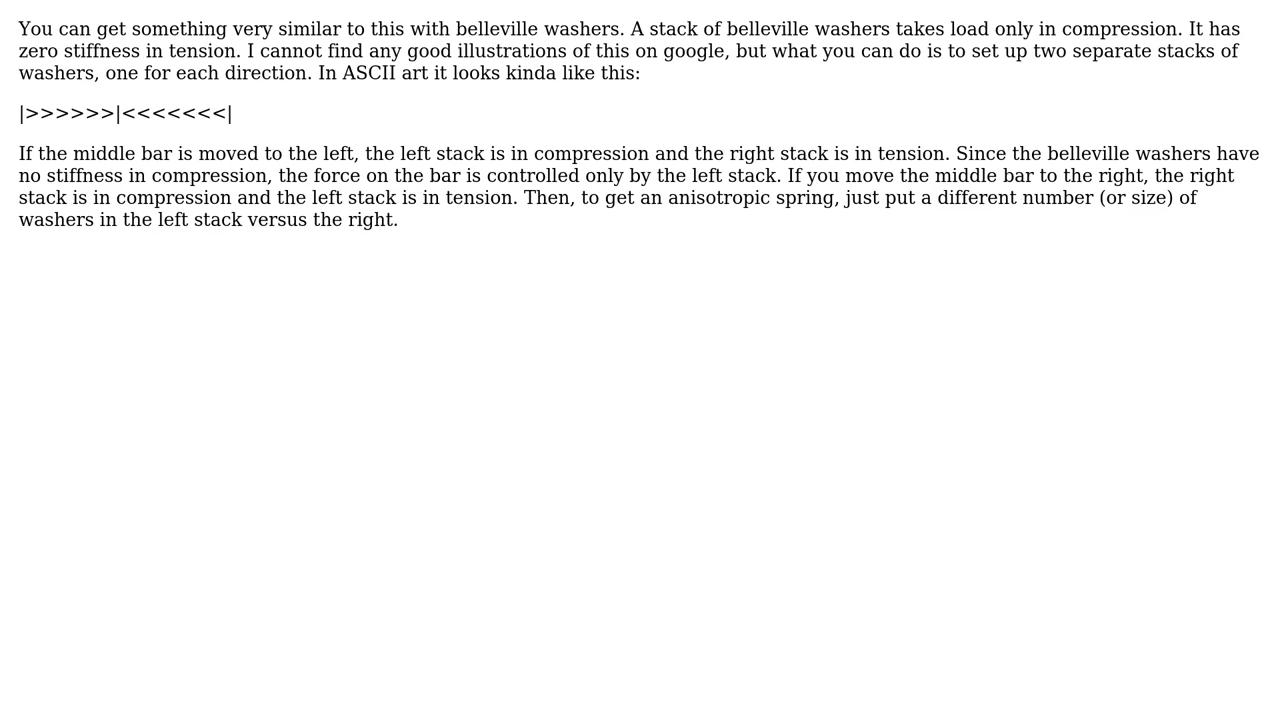 You can get something very similar to this with belleville washers. A stack of belleville washers takes load only in compression. It has
zero stiffness in tension. I cannot find any good illustrations of this on google, but what you can do is to set up two separate stacks of
washers, one for each direction. In ASCII art it looks kinda like this:
|>>>>>>|<<<<<<<|
If the middle bar is moved to the left, the left stack is in compression and the right stack is in tension. Since the belleville washers have
no stiffness in compression, the force on the bar is controlled only by the left stack. If you move the middle bar to the right, the right
stack is in compression and the left stack is in tension. Then, to get an anisotropic spring, just put a different number (or size) of
washers in the left stack versus the right.